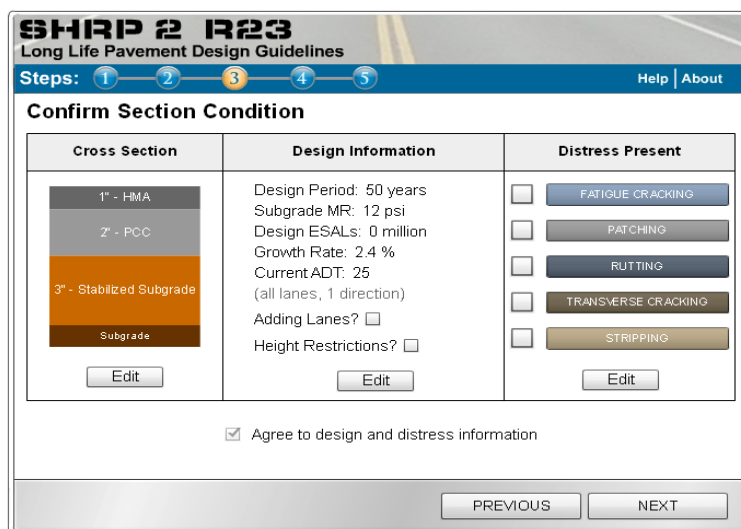 SHRP 2 R23
Long Life Pavement Design Guidelines
Steps: 1 2 3 4 5
Help | About
Confirm Section Condition
Cross Section
1" - HMA
2" - PCC
3" - Stabilized Subgrade
Subgrade
Edit
Design Information
Design Period: 50 years
Subgrade MR: 12 psi
Design ESALs: 0 million
Growth Rate: 2.4 %
Current ADT: 25
(all lanes, 1 direction)
Adding Lanes?
Height Restrictions?
Edit
Distress Present
FATIGUE CRACKING
PATCHING
RUTTING
TRANSVERSE CRACKING
STRIPPING
Edit
Agree to design and distress information
PREVIOUS
NEXT